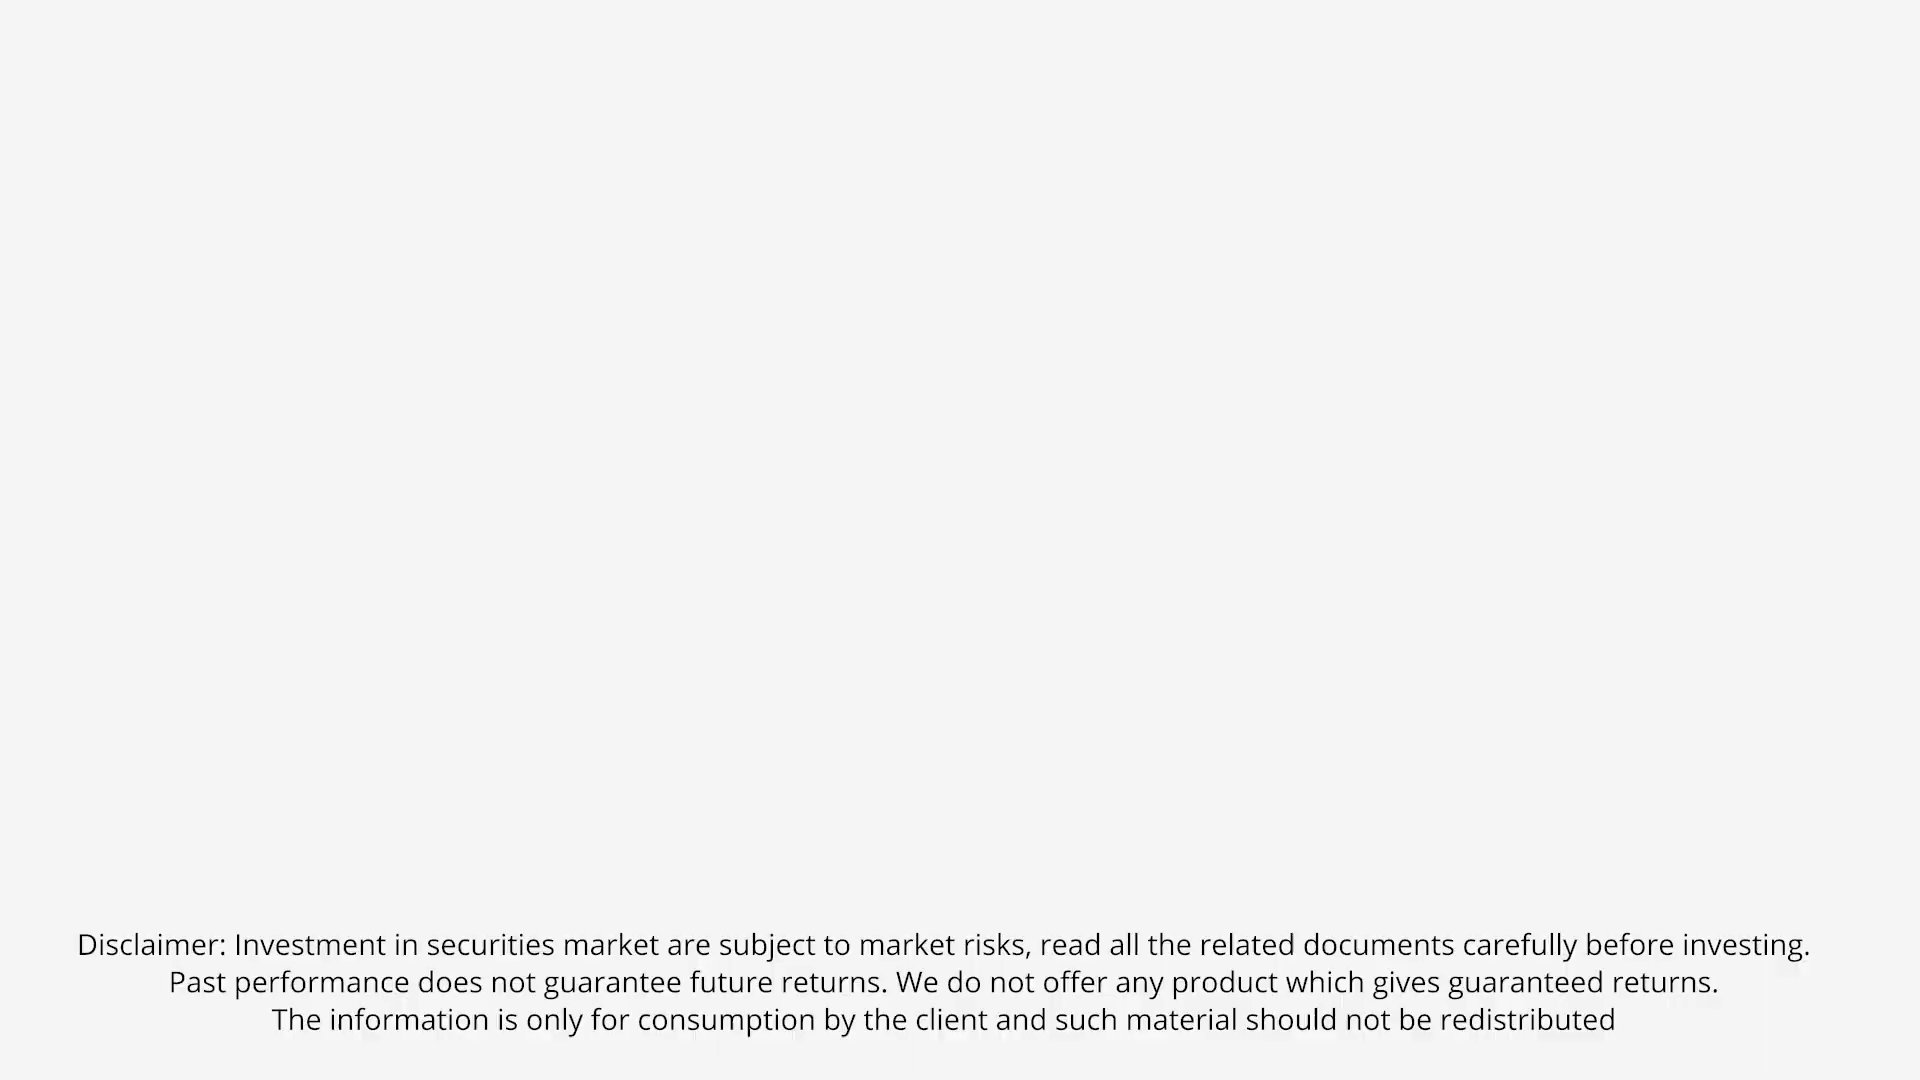 Disclaimer: Investment in securities market are subject to market risks, read all the related documents carefully before investing.
Past performance does not guarantee future returns. We do not offer any product which gives guaranteed returns.
The information is only for consumption by the client and such material should not be redistributed